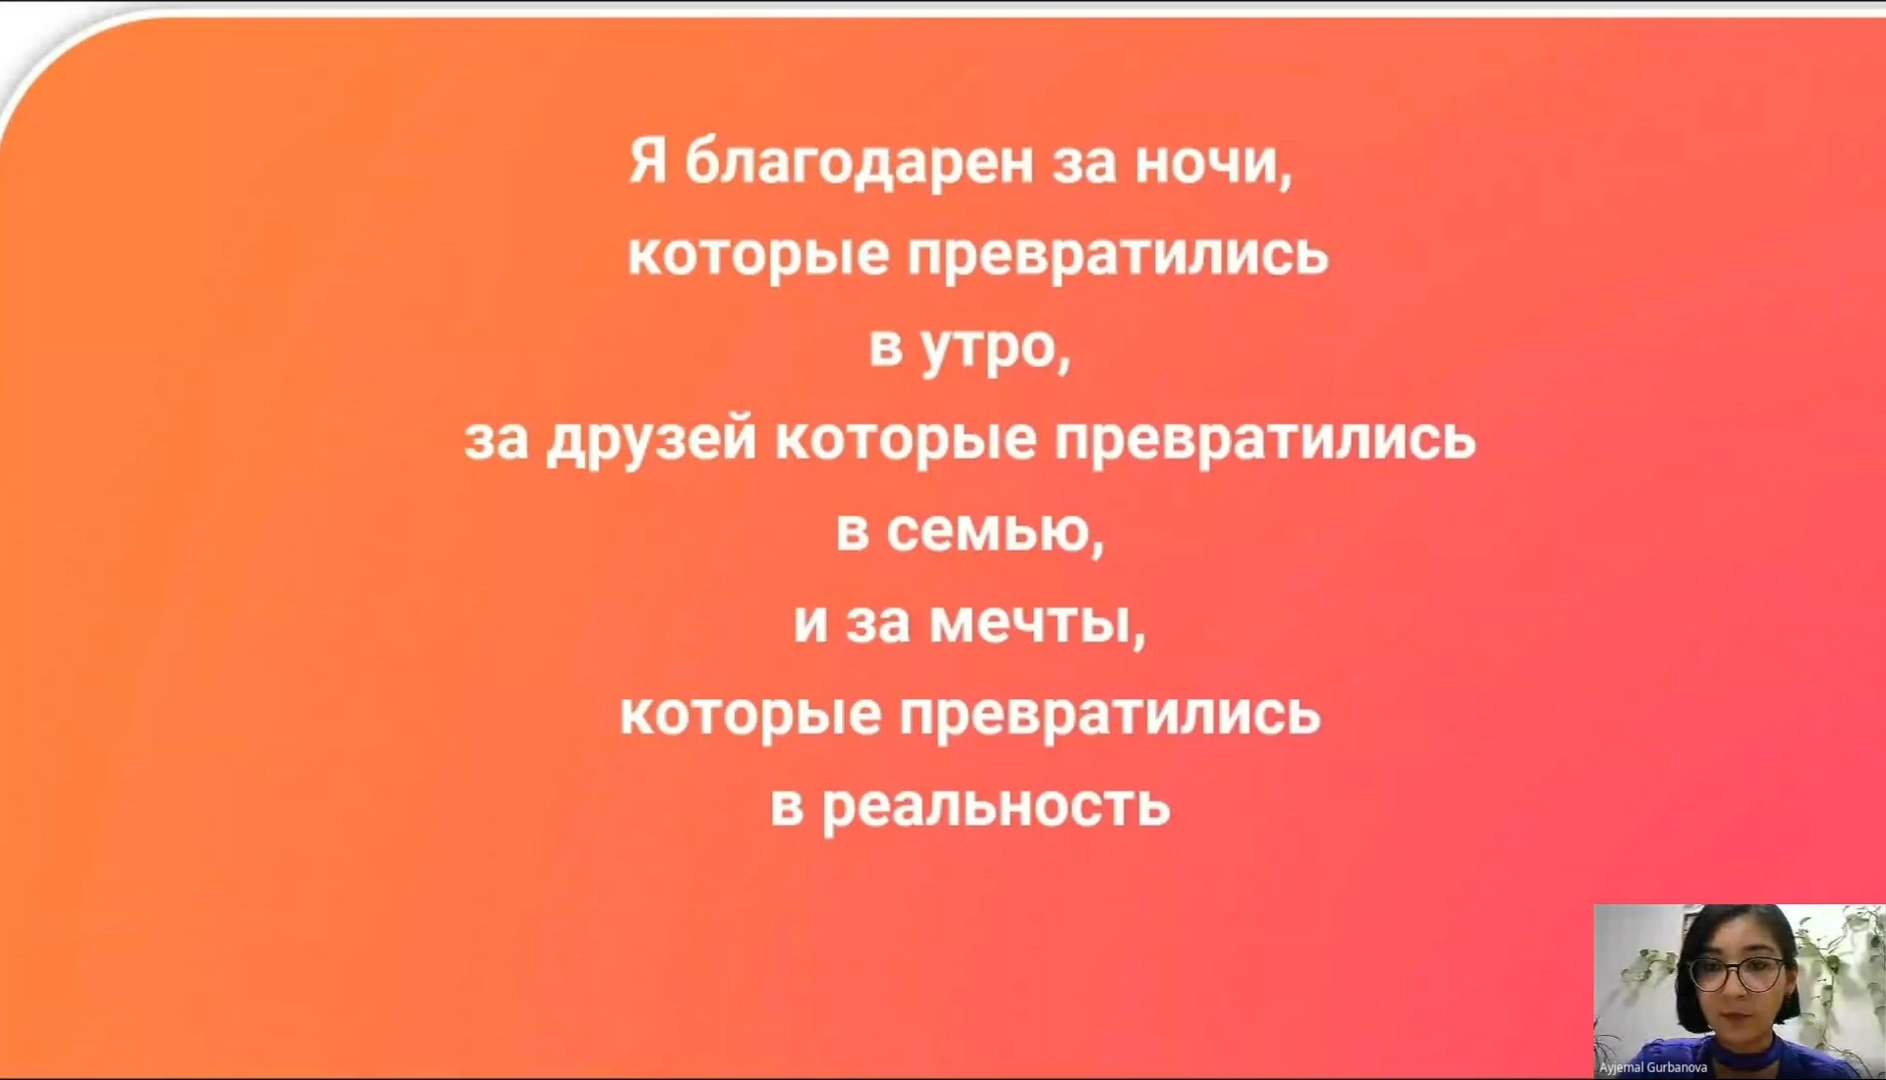 Я благодарен за ночи,
которые превратились
в утро,
за друзей которые превратились
в семью,
и за мечты,
которые превратились
в реальность
Ayjemal Gurbanova